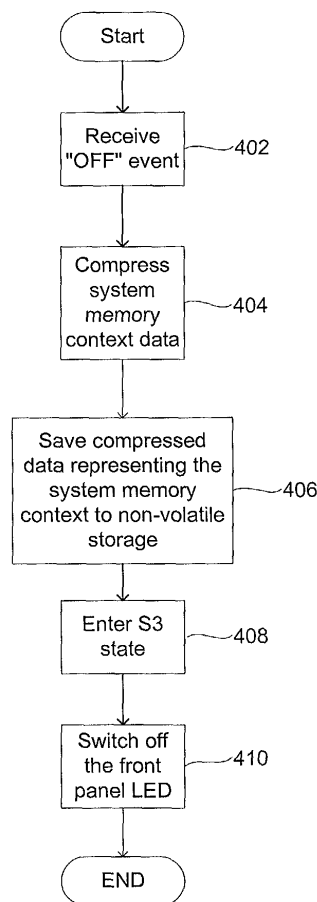 Start
Receive
"OFF" event
402
Compress
system
memory
context data
404
Save compressed
data representing the
system memory
context to non-volatile
storage
406
Enter S3
state
408
Switch off
the front
panel LED
410
END